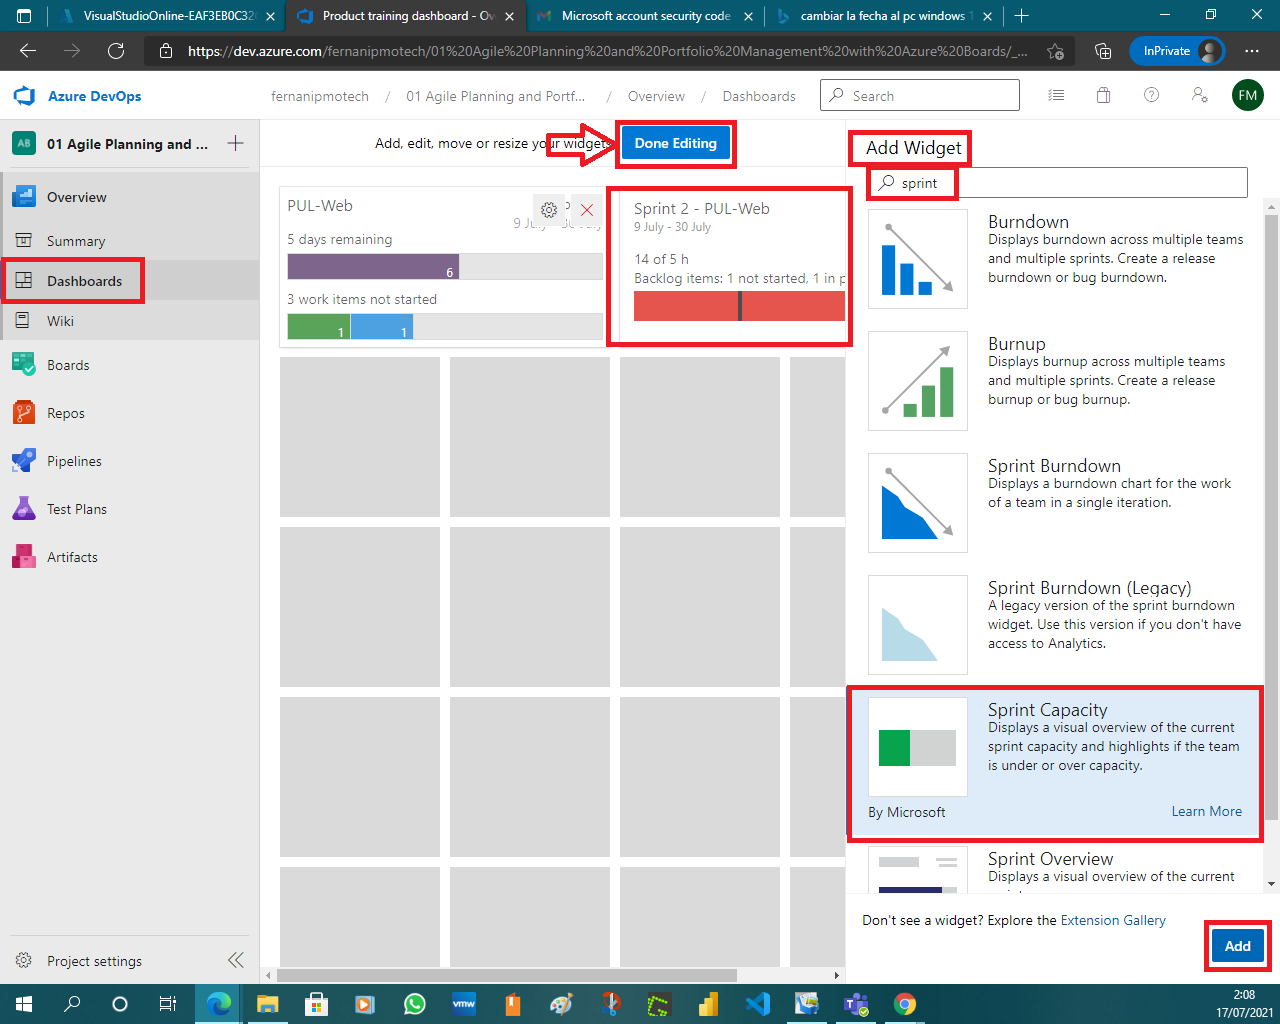 VisualStudioOnline-EAF3EB0C32
Product training dashboard - Ov
Microsoft account security code
cambiar la fecha al pc windows 1
https://dev.azure.com/fernanipmotech/01%20Agile%20Planning%20and%20Portfolio%20Management%20with%20Azure%20Boards/_...
InPrivate
Azure DevOps
fernanipmotech / 01 Agile Planning and Portf... / Overview / Dashboards
Search
FM
AB
01 Agile Planning and ...
Overview
Summary
Dashboards
Wiki
Boards
Repos
Pipelines
Test Plans
Artifacts
Project settings
Add, edit, move or resize your widgets
Done Editing
PUL-Web
9 July - 30 July
5 days remaining
6
3 work items not started
1
1
Sprint 2 - PUL-Web
9 July - 30 July
14 of 5 h
Backlog items: 1 not started, 1 in p
Add Widget
sprint
Burndown
Displays burndown across multiple teams
and multiple sprints. Create a release
burndown or bug burndown.
Burnup
Displays burnup across multiple teams
and multiple sprints. Create a release
burnup or bug burnup.
Sprint Burndown
Displays a burndown chart for the work
of a team in a single iteration.
Sprint Burndown (Legacy)
A legacy version of the sprint burndown
widget. Use this version if you don't have
access to Analytics.
Sprint Capacity
Displays a visual overview of the current
sprint capacity and highlights if the team
is under or over capacity.
By Microsoft
Learn More
Sprint Overview
Displays a visual overview of the current
Don't see a widget? Explore the Extension Gallery
Add
vmw
2:08
17/07/2021